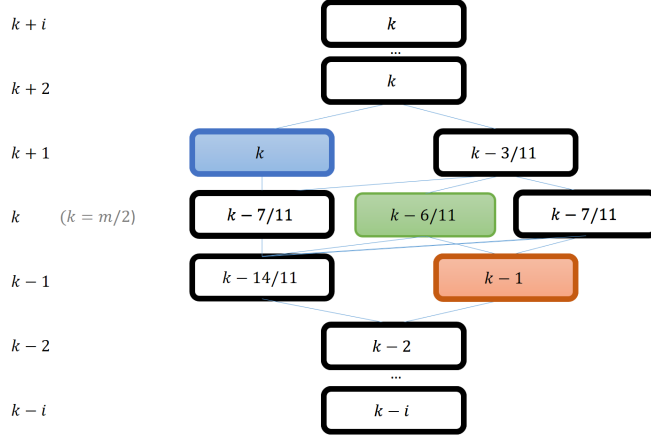 k + i
k
...
k + 2
k
k + 1
k
k − 3/11
k (k = m/2)
k − 7/11
k − 6/11
k − 7/11
k − 1
k − 14/11
k − 1
k − 2
k − 2
...
k − i
k − i